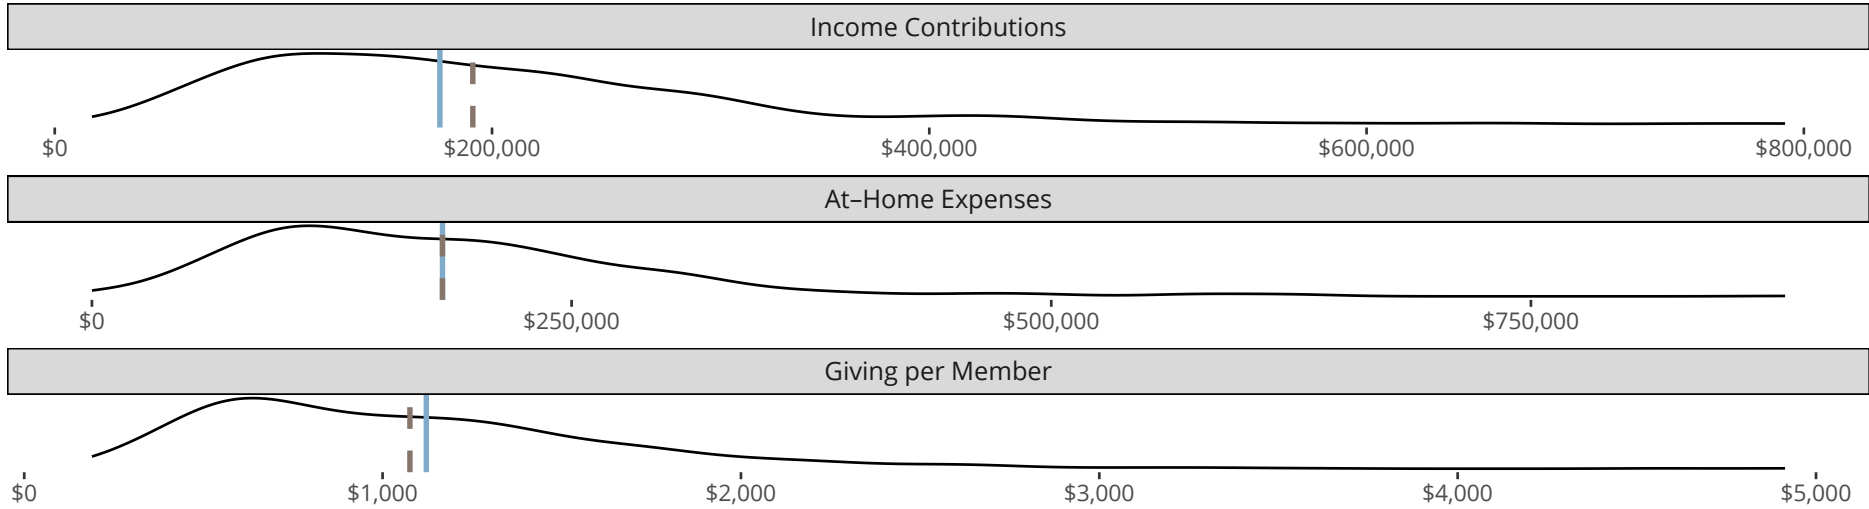 Income Contributions
$0 $200,000 $400,000 $600,000 $800,000
At–Home Expenses
$0 $250,000 $500,000 $750,000
Giving per Member
$0 $1,000 $2,000 $3,000 $4,000 $5,000